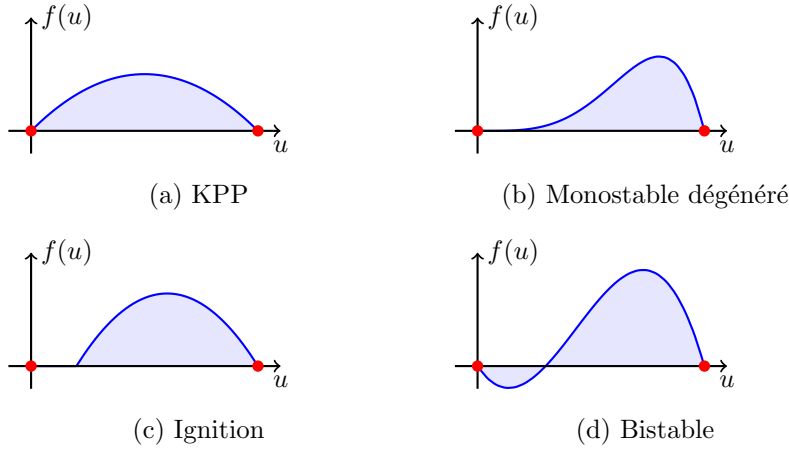 f(u)
u
(a) KPP
f(u)
u
(b) Monostable dégénéré
f(u)
u
(c) Ignition
f(u)
u
(d) Bistable